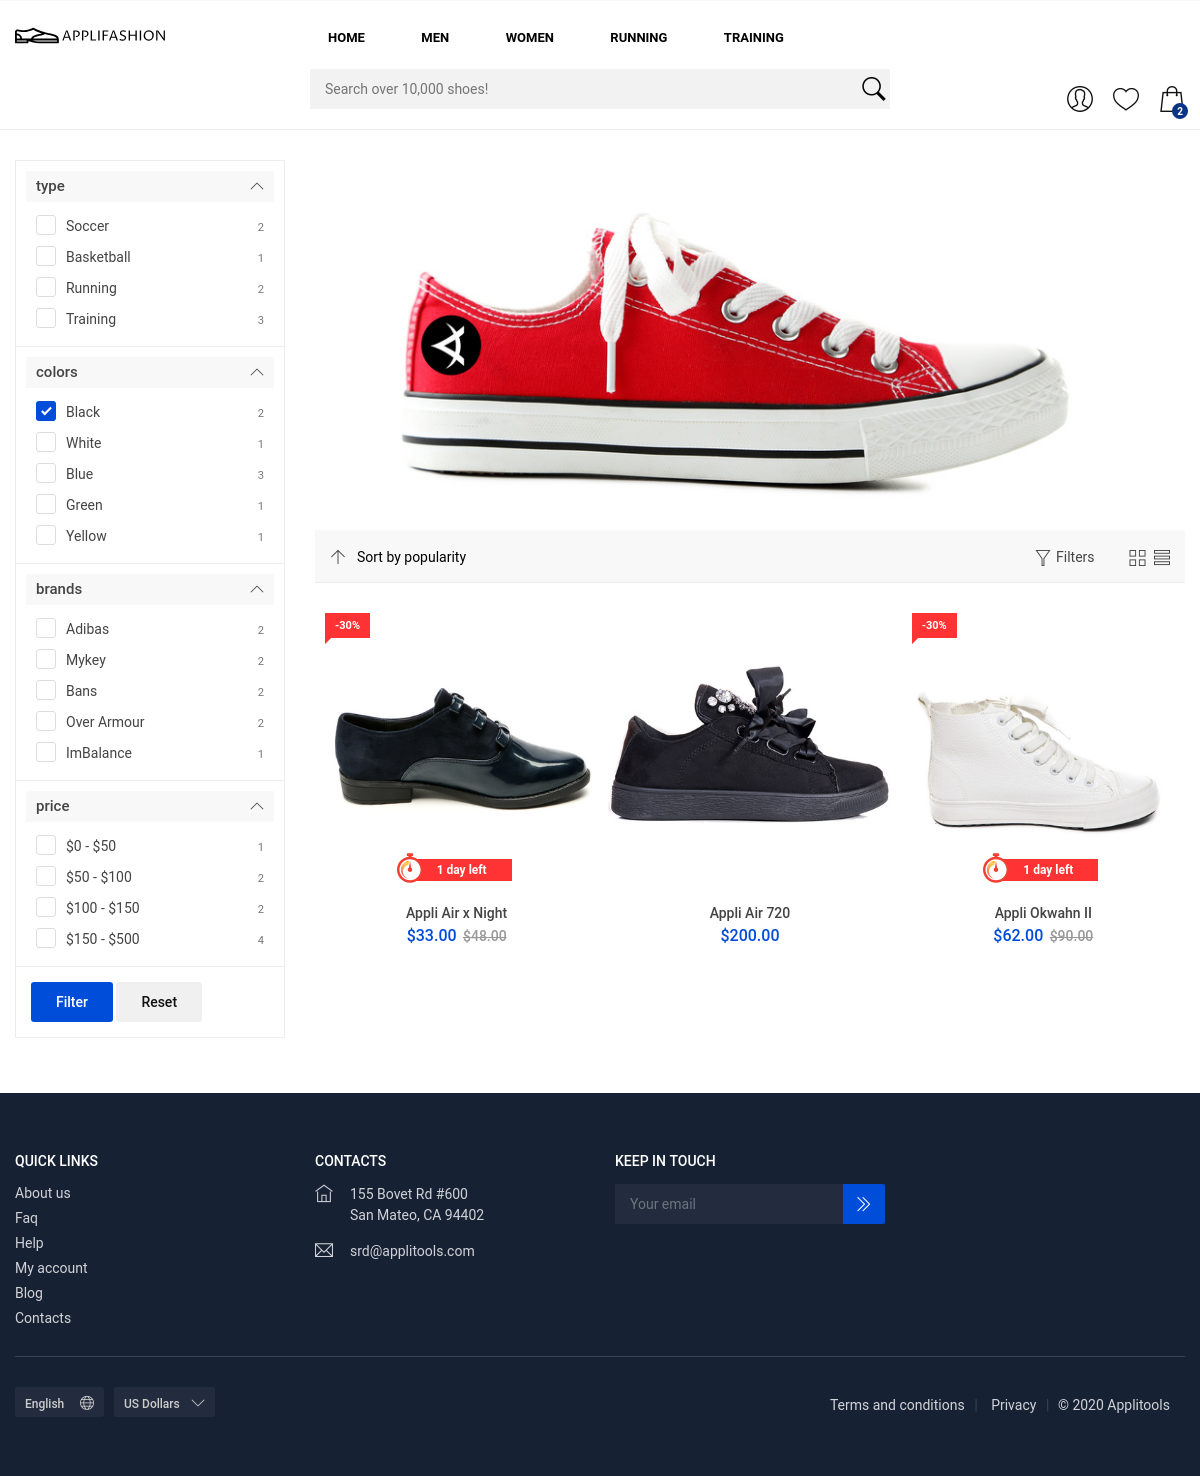 APPLIFASHION
HOME MEN WOMEN RUNNING TRAINING
Search over 10,000 shoes!
2
type
Soccer 2
Basketball 1
Running 2
Training 3
colors
Black 2
White 1
Blue 3
Green 1
Yellow 1
brands
Adibas 2
Mykey 2
Bans 2
Over Armour 2
ImBalance 1
price
$0 - $50 1
$50 - $100 2
$100 - $150 2
$150 - $500 4
Filter Reset
Sort by popularity Filters
-30%
1 day left
Appli Air x Night
$33.00 $48.00
Appli Air 720
$200.00
-30%
1 day left
Appli Okwahn II
$62.00 $90.00
QUICK LINKS
About us
Faq
Help
My account
Blog
Contacts
CONTACTS
155 Bovet Rd #600
San Mateo, CA 94402
srd@applitools.com
KEEP IN TOUCH
Your email
English US Dollars
Terms and conditions | Privacy | © 2020 Applitools